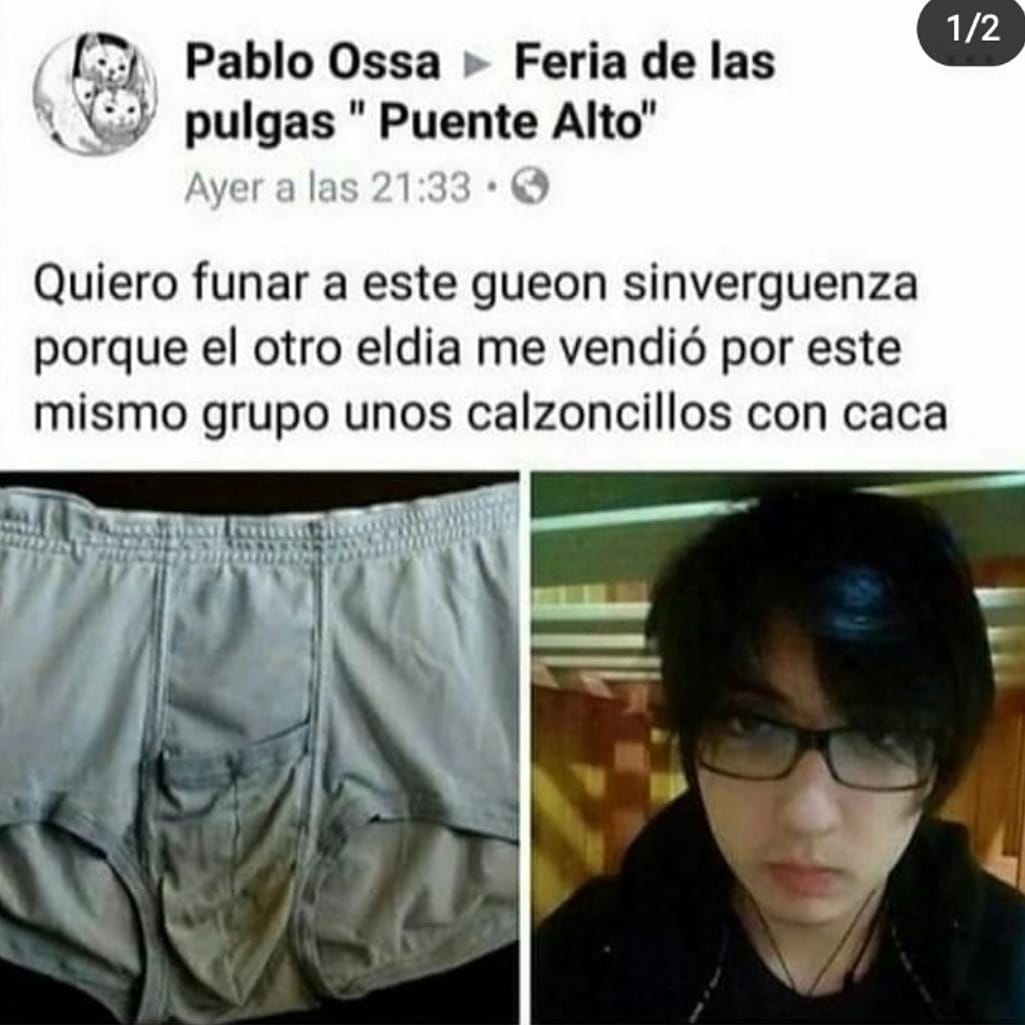 1/2
Pablo Ossa ▸ Feria de las
pulgas " Puente Alto"
Ayer a las 21:33 ·
Quiero funar a este gueon sinverguenza
porque el otro eldia me vendió por este
mismo grupo unos calzoncillos con caca